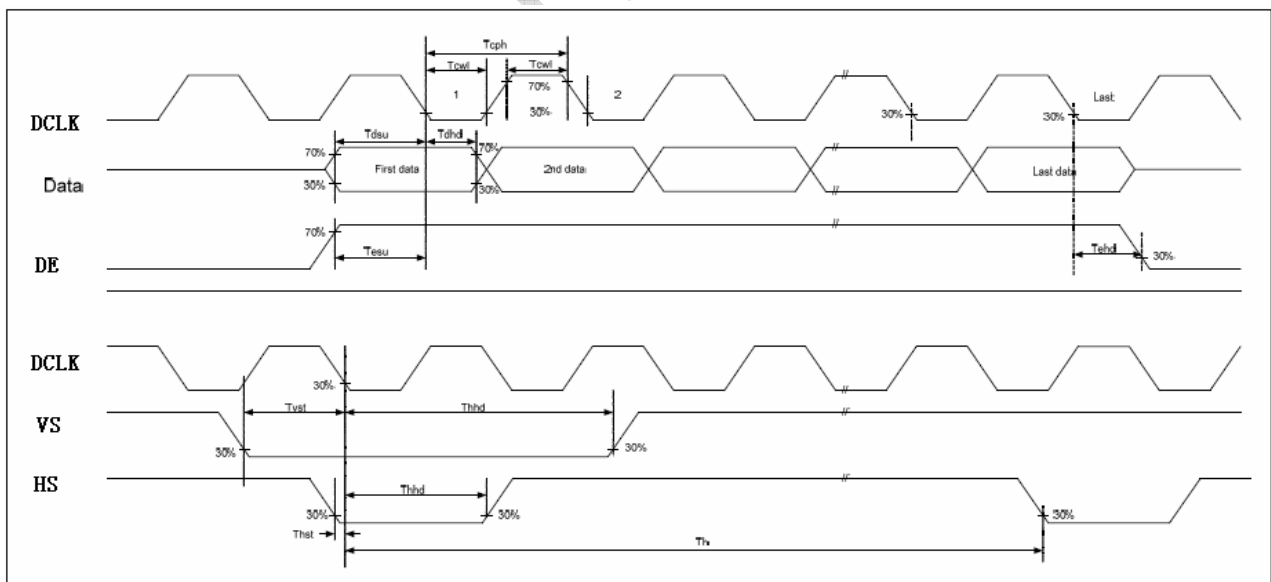 Tcph
Tcwl Tcwl
1 70% 2 Last
30% 30% 30%
DCLK
Tdsu Tdhd
70% First data 70% 2nd data Last data
Data 30% 30%
70%
DE Tesu Tehd 30%
DCLK 30%
Tvst Thhd
VS
30% 30%
HS
Thhd
30% 30% 30%
Thst
Th